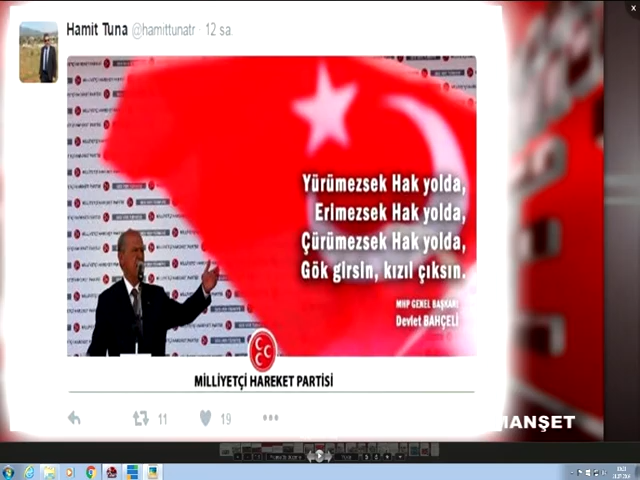 Hamit Tuna @hamittunatr · 12 sa.
Yürümezsek Hak yolda,
Erlmezsek Hak yolda,
Çürümezsek Hak yolda,
Gök glrsln, kızıl çıksın.
MHP GENEL BAŞKANI
Devlet BAHÇELİ
MİLLİYETÇİ HAREKET PARTİSİ
11 19
MANŞET